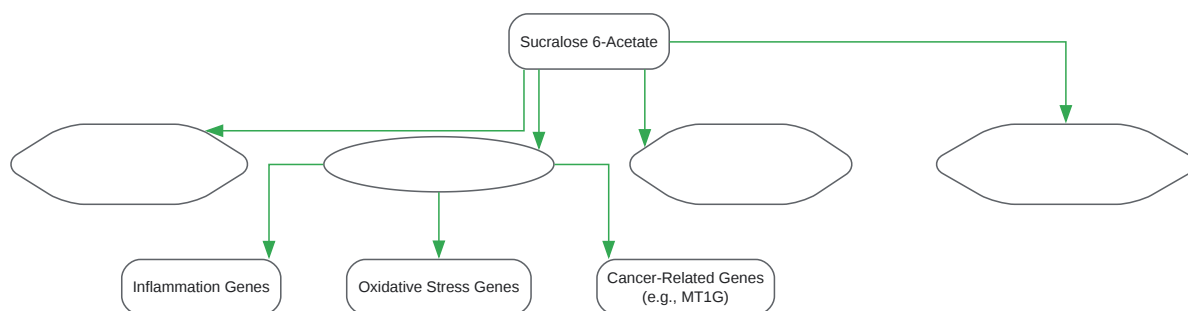 Sucralose 6-Acetate
Inflammation Genes
Oxidative Stress Genes
Cancer-Related Genes
(e.g., MT1G)